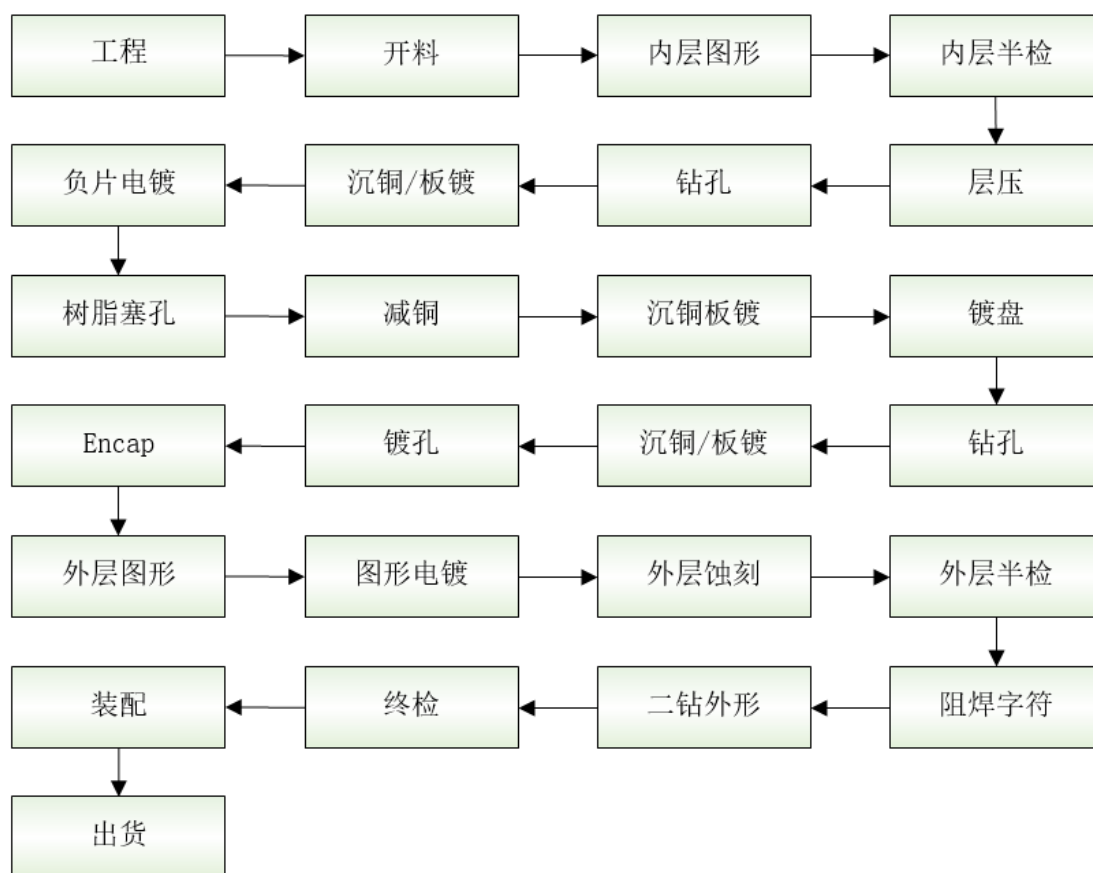 工程
开料
内层图形
内层半检
层压
钻孔
沉铜/板镀
负片电镀
树脂塞孔
减铜
沉铜板镀
镀盘
钻孔
沉铜/板镀
镀孔
Encap
外层图形
图形电镀
外层蚀刻
外层半检
阻焊字符
二钻外形
终检
装配
出货